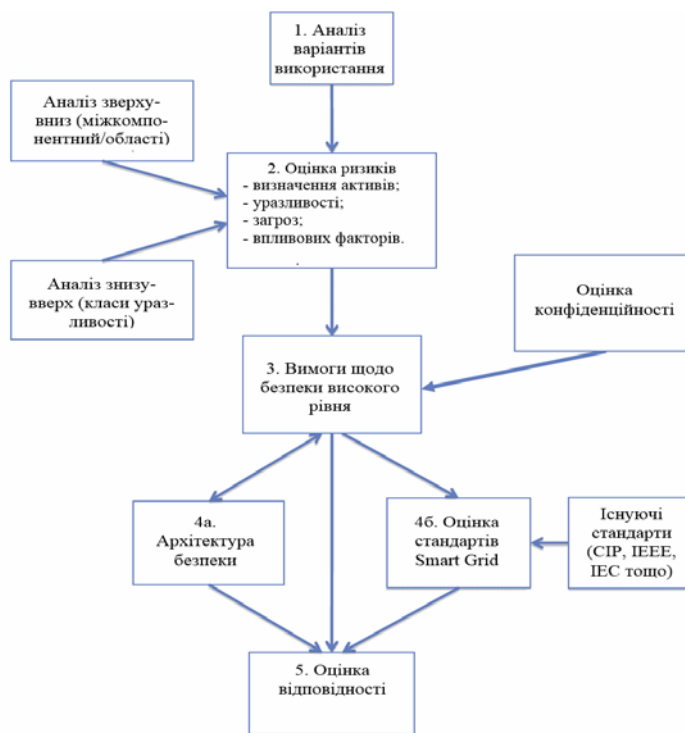 1. Аналіз
варіантів
використання
Аналіз зверху-
вниз (міжкомпо-
нентний/області)
2. Оцінка ризиків
- визначення активів;
- уразливості;
- загроз;
- впливових факторів.
Аналіз знизу-
вверх (класи ураз-
ливості)
Оцінка
конфіденційності
3. Вимоги щодо
безпеки високого
рівня
4а.
Архітектура
безпеки
4б. Оцінка
стандартів
Smart Grid
Існуючі
стандарти
(CIP, IEEE,
IEC тощо)
5. Оцінка
відповідності